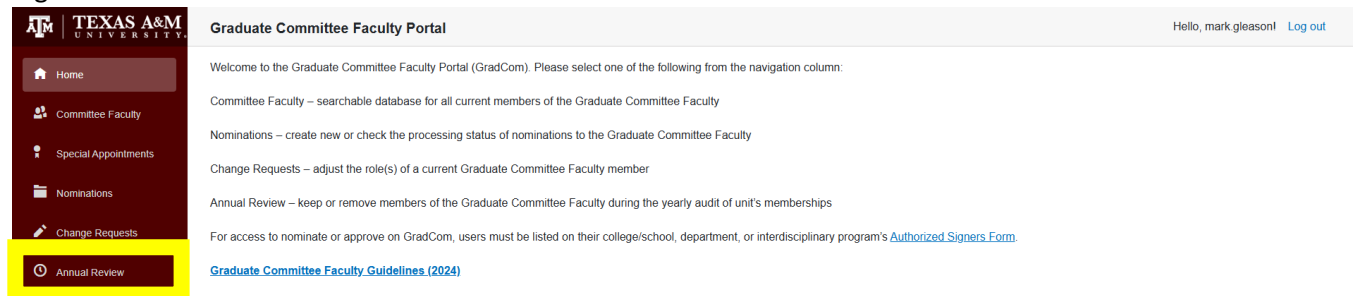 TEXAS A&M
UNIVERSITY.
Graduate Committee Faculty Portal
Hello, mark.gleason! Log out
Home
Committee Faculty
Special Appointments
Nominations
Change Requests
Annual Review
Welcome to the Graduate Committee Faculty Portal (GradCom). Please select one of the following from the navigation column:
Committee Faculty – searchable database for all current members of the Graduate Committee Faculty
Nominations – create new or check the processing status of nominations to the Graduate Committee Faculty
Change Requests – adjust the role(s) of a current Graduate Committee Faculty member
Annual Review – keep or remove members of the Graduate Committee Faculty during the yearly audit of unit's memberships
For access to nominate or approve on GradCom, users must be listed on their college/school, department, or interdisciplinary program's Authorized Signers Form.
Graduate Committee Faculty Guidelines (2024)